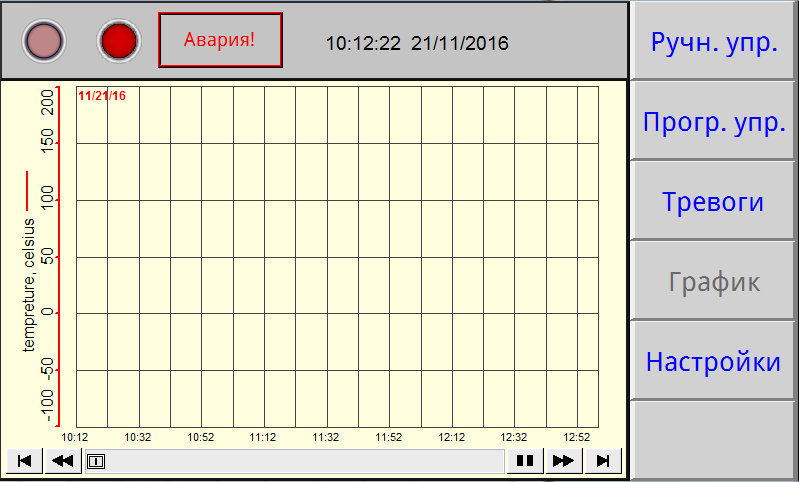 Авария!
10:12:22 21/11/2016
Ручн. упр.
Прогр. упр.
Тревоги
График
Настройки
11/21/16
200
150
100
50
0
-50
-100
tempreture, celsius
10:12 10:32 10:52 11:12 11:32 11:52 12:12 12:32 12:52